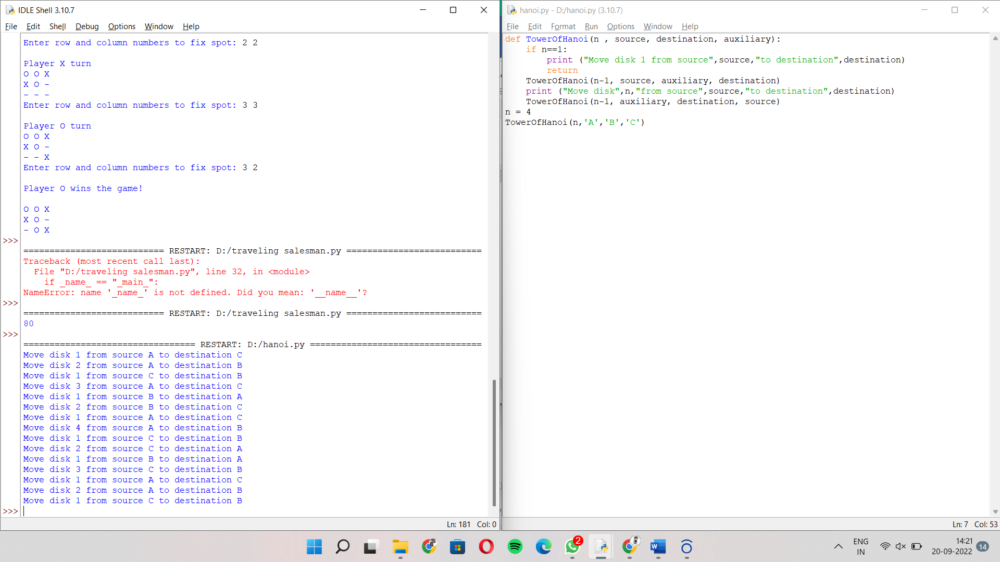 IDLE Shell 3.10.7
File Edit Shell Debug Options Window Help
Enter row and column numbers to fix spot: 2 2
Player X turn
O O X
X O -
- - -
Enter row and column numbers to fix spot: 3 3
Player O turn
O O X
X O -
- - X
Enter row and column numbers to fix spot: 3 2
Player O wins the game!
O O X
X O -
- O X
>>>
=========================== RESTART: D:/traveling salesman.py ==========================
Traceback (most recent call last):
  File "D:/traveling salesman.py", line 32, in <module>
    if _name_ == "_main_":
NameError: name '_name_' is not defined. Did you mean: '__name__'?
>>>
=========================== RESTART: D:/traveling salesman.py ==========================
80
>>>
================================= RESTART: D:/hanoi.py =================================
Move disk 1 from source A to destination C
Move disk 2 from source A to destination B
Move disk 1 from source C to destination B
Move disk 3 from source A to destination C
Move disk 1 from source B to destination A
Move disk 2 from source B to destination C
Move disk 1 from source A to destination C
Move disk 4 from source A to destination B
Move disk 1 from source C to destination B
Move disk 2 from source C to destination A
Move disk 1 from source B to destination A
Move disk 3 from source C to destination B
Move disk 1 from source A to destination C
Move disk 2 from source A to destination B
Move disk 1 from source C to destination B
>>>
Ln: 181 Col: 0
hanoi.py - D:/hanoi.py (3.10.7)
File Edit Format Run Options Window Help
def TowerOfHanoi(n , source, destination, auxiliary):
    if n==1:
        print ("Move disk 1 from source",source,"to destination",destination)
        return
    TowerOfHanoi(n-1, source, auxiliary, destination)
    print ("Move disk",n,"from source",source,"to destination",destination)
    TowerOfHanoi(n-1, auxiliary, destination, source)
n = 4
TowerOfHanoi(n,'A','B','C')
Ln: 7 Col: 53
2
W
ENG
IN
14:21
20-09-2022
14